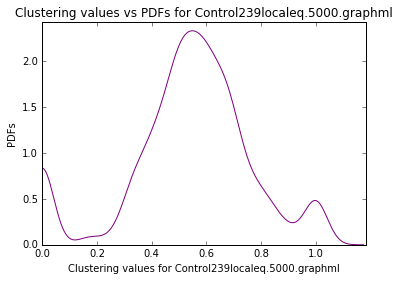 Clustering values vs PDFs for Control239localeq.5000.graphml
2.0
1.5
1.0
0.5
0.0
PDFs
0.0 0.2 0.4 0.6 0.8 1.0
Clustering values for Control239localeq.5000.graphml